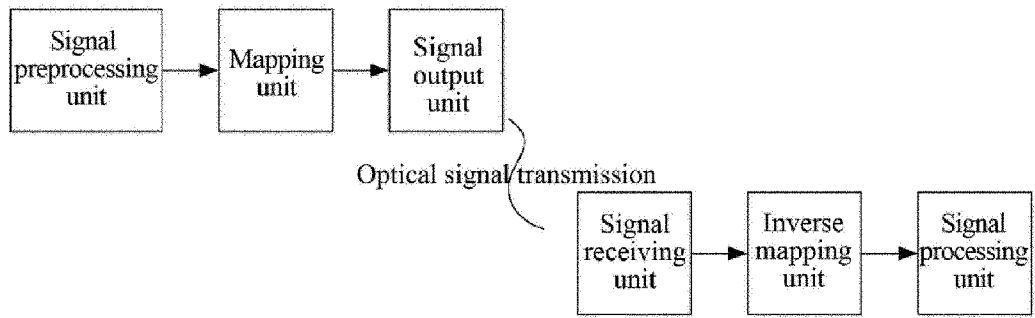 Signal
preprocessing
unit
Mapping
unit
Signal
output
unit
Optical signal transmission
Signal
receiving
unit
Inverse
mapping
unit
Signal
processing
unit